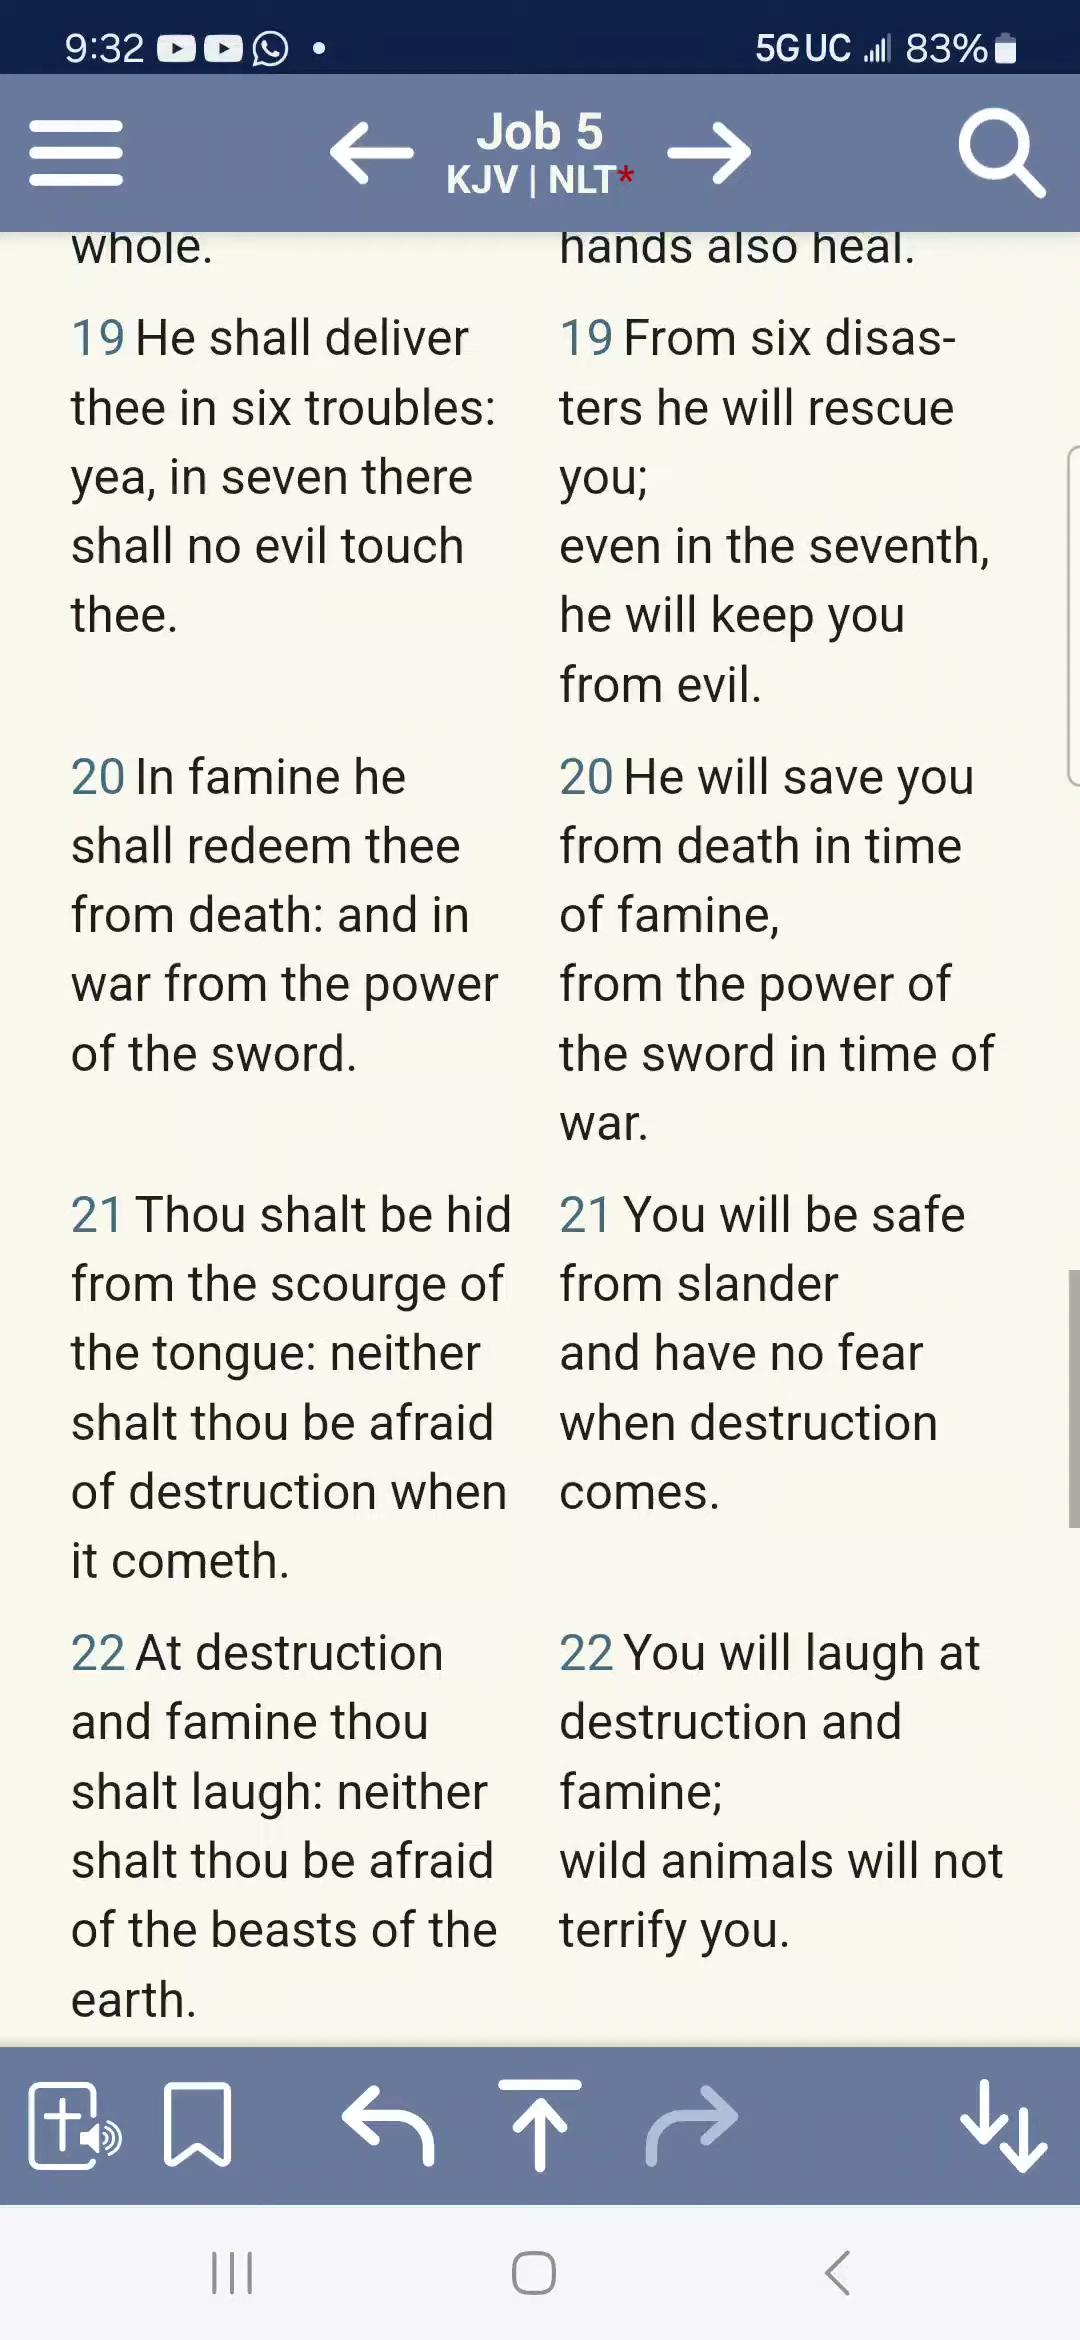 9:32
5G UC 83%
Job 5
KJV | NLT*
whole.
19 He shall deliver
thee in six troubles:
yea, in seven there
shall no evil touch
thee.
20 In famine he
shall redeem thee
from death: and in
war from the power
of the sword.
21 Thou shalt be hid
from the scourge of
the tongue: neither
shalt thou be afraid
of destruction when
it cometh.
22 At destruction
and famine thou
shalt laugh: neither
shalt thou be afraid
of the beasts of the
earth.
hands also heal.
19 From six disas-
ters he will rescue
you;
even in the seventh,
he will keep you
from evil.
20 He will save you
from death in time
of famine,
from the power of
the sword in time of
war.
21 You will be safe
from slander
and have no fear
when destruction
comes.
22 You will laugh at
destruction and
famine;
wild animals will not
terrify you.